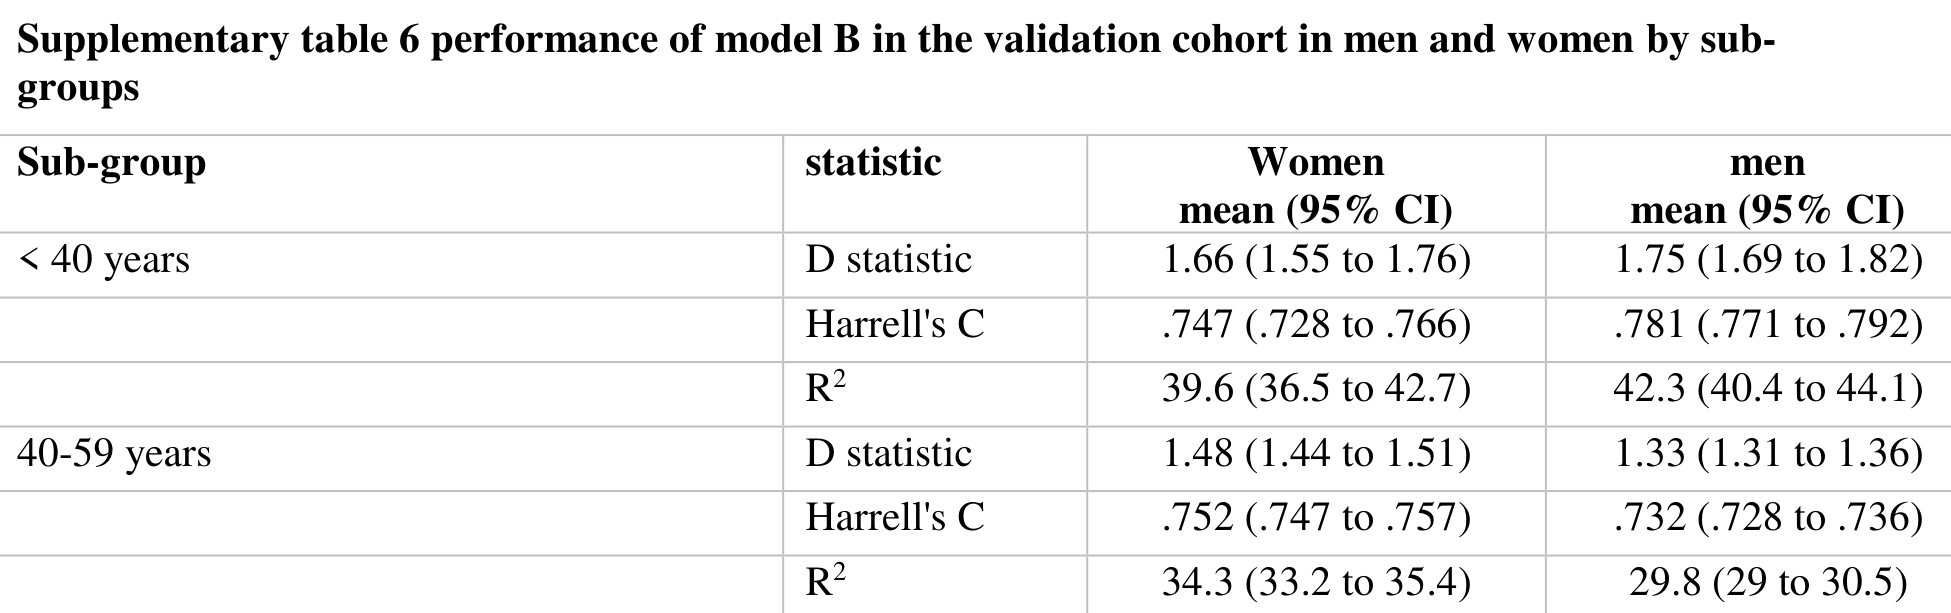 Supplementary table 6 performance of model B in the validation cohort in men and women by sub-
groups
Sub-group statistic Women men
mean (95% CI) mean (95% CI)
< 40 years D statistic 1.66 (1.55 to 1.76) 1.75 (1.69 to 1.82)
Harrell's C .747 (.728 to .766) .781 (.771 to .792)
R² 39.6 (36.5 to 42.7) 42.3 (40.4 to 44.1)
40-59 years D statistic 1.48 (1.44 to 1.51) 1.33 (1.31 to 1.36)
Harrell's C .752 (.747 to .757) .732 (.728 to .736)
R² 34.3 (33.2 to 35.4) 29.8 (29 to 30.5)